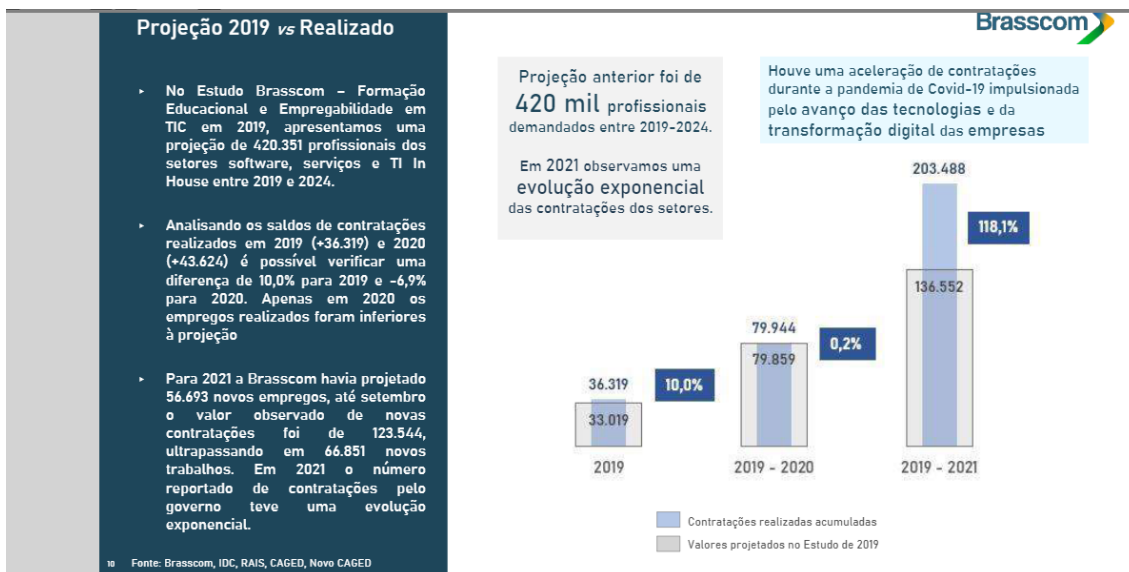 Projeção 2019 vs Realizado
▸ No Estudo Brasscom – Formação
Educacional e Empregabilidade em
TIC em 2019, apresentamos uma
projeção de 420.351 profissionais dos
setores software, serviços e TI In
House entre 2019 e 2024.
▸ Analisando os saldos de contratações
realizados em 2019 (+36.319) e 2020
(+43.624) é possível verificar uma
diferença de 10,0% para 2019 e -6,9%
para 2020. Apenas em 2020 os
empregos realizados foram inferiores
à projeção
▸ Para 2021 a Brasscom havia projetado
56.693 novos empregos, até setembro
o valor observado de novas
contratações foi de 123.544,
ultrapassando em 66.851 novos
trabalhos. Em 2021 o número
reportado de contratações pelo
governo teve uma evolução
exponencial.
10 Fonte: Brasscom, IDC, RAIS, CAGED, Novo CAGED
Brasscom
Projeção anterior foi de
420 mil profissionais
demandados entre 2019-2024.
Em 2021 observamos uma
evolução exponencial
das contratações dos setores.
Houve uma aceleração de contratações
durante a pandemia de Covid-19 impulsionada
pelo avanço das tecnologias e da
transformação digital das empresas
203.488
118,1%
136.552
79.944
0,2%
79.859
36.319
10,0%
33.019
2019
2019 - 2020
2019 - 2021
Contratações realizadas acumuladas
Valores projetados no Estudo de 2019